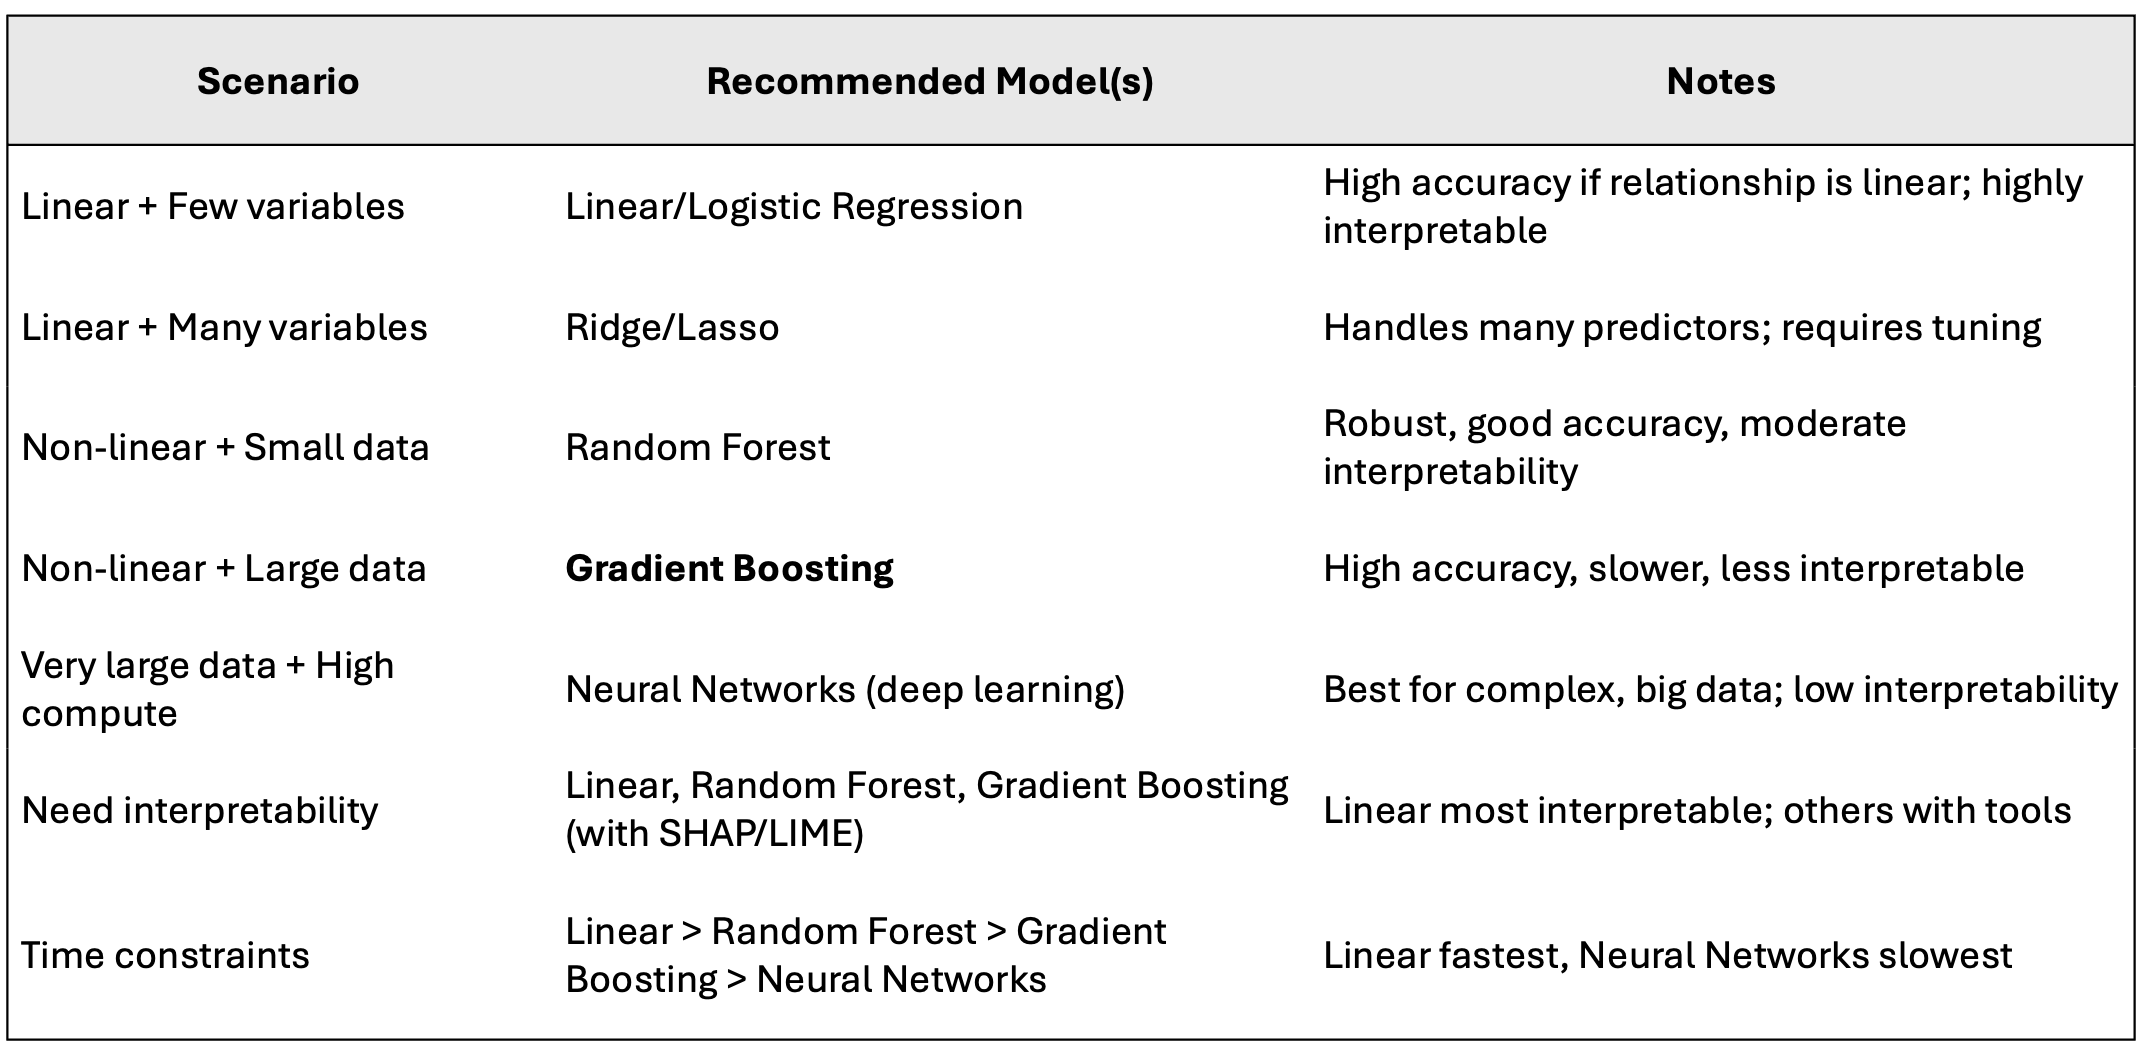 Scenario Recommended Model(s) Notes
Linear + Few variables Linear/Logistic Regression High accuracy if relationship is linear; highly
interpretable
Linear + Many variables Ridge/Lasso Handles many predictors; requires tuning
Non-linear + Small data Random Forest Robust, good accuracy, moderate
interpretability
Non-linear + Large data Gradient Boosting High accuracy, slower, less interpretable
Very large data + High
compute
Neural Networks (deep learning) Best for complex, big data; low interpretability
Need interpretability
Linear, Random Forest, Gradient Boosting
(with SHAP/LIME)
Linear most interpretable; others with tools
Time constraints
Linear > Random Forest > Gradient
Boosting > Neural Networks
Linear fastest, Neural Networks slowest